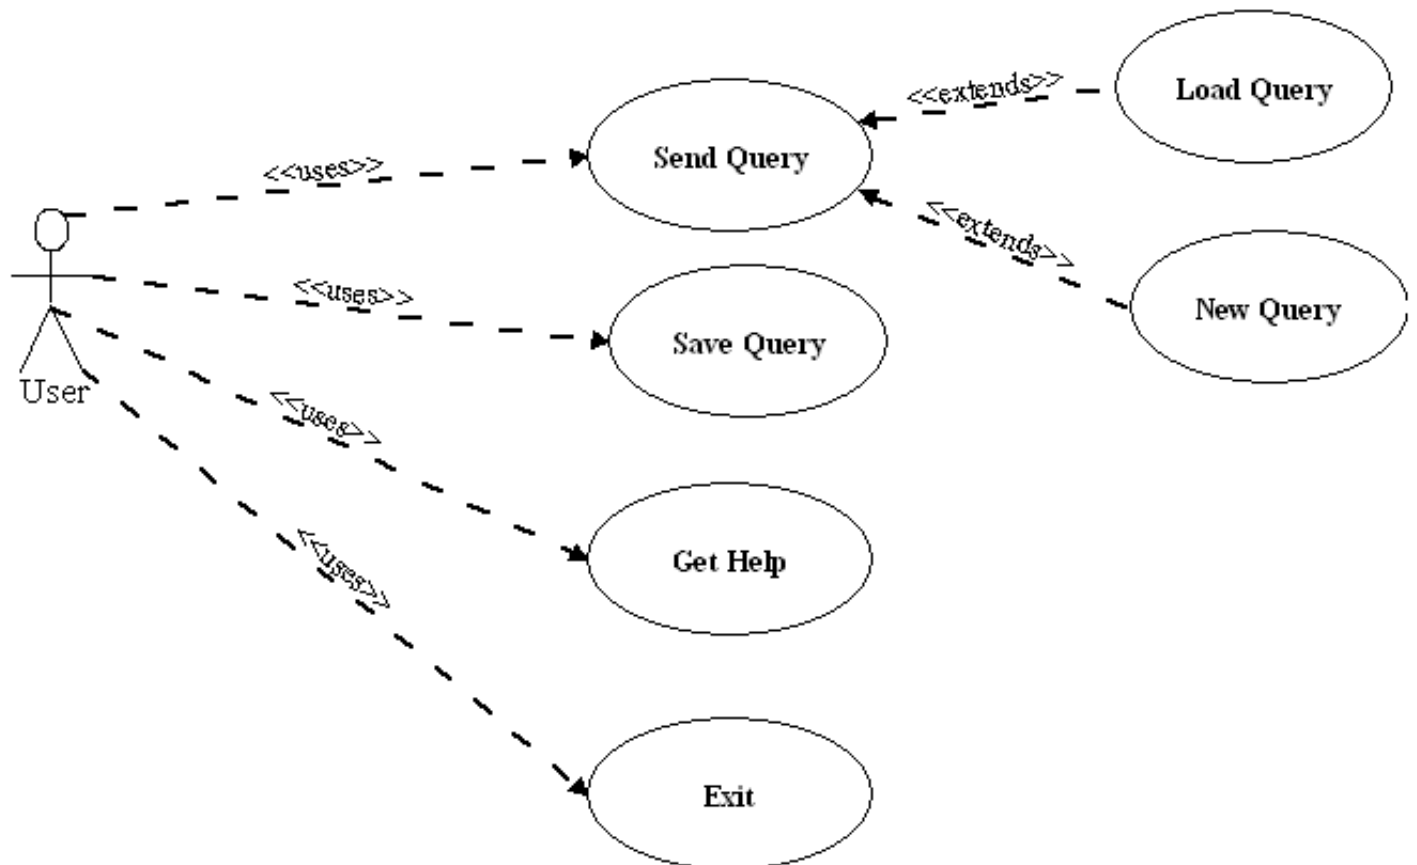 <<extends>>
Load Query
<<uses>>
Send Query
<<extends>>
New Query
<<uses>>
Save Query
User
<<uses>>
Get Help
<<uses>>
Exit